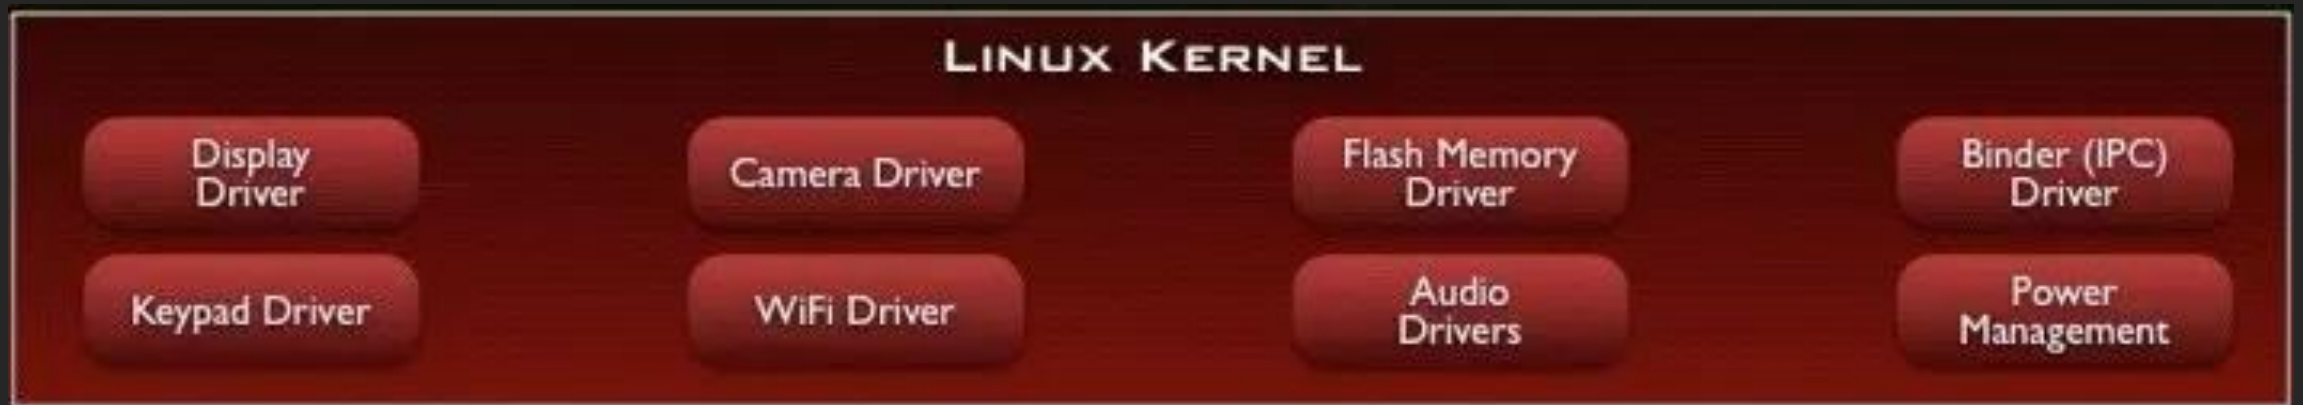 LINUX KERNEL
Display
Driver
Camera Driver
Flash Memory
Driver
Binder (IPC)
Driver
Keypad Driver
WiFi Driver
Audio
Drivers
Power
Management